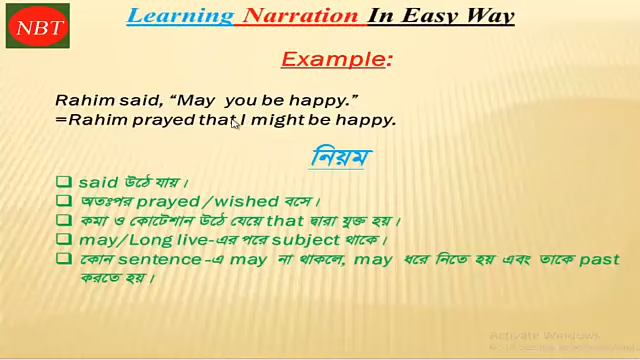 NBT
Learning Narration In Easy Way
Example:
Rahim said, “May you be happy.”
=Rahim prayed that I might be happy.
নিয়ম
said উঠে যায়।
অতঃপর prayed/wished বসে।
কমা ও কোটেশান উঠে যেয়ে that দ্বারা যুক্ত হয়।
may/Long live-এর পরে subject থাকে।
কোন sentence-এ may না থাকলে, may ধরে নিতে হয় এবং তাকে past
করতে হয়।
Activate Windows